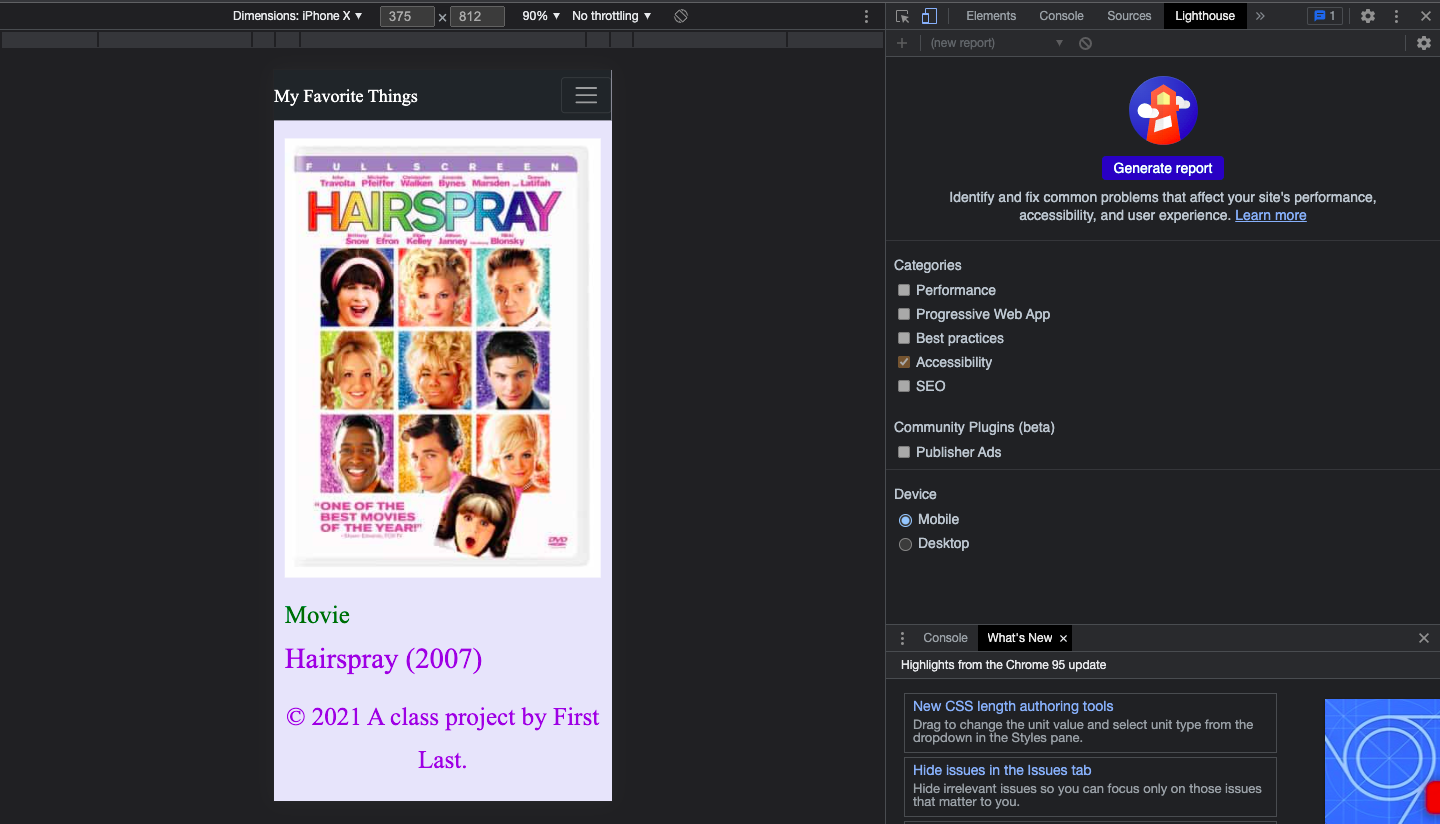 Dimensions: iPhone X ▼ 375 × 812 90% ▼ No throttling ▼
Elements Console Sources Lighthouse » 1
(new report) ▼
My Favorite Things
FULLSCREEN
John Travolta Michelle Pfeiffer Christopher Walken Amanda Bynes James Marsden and Queen Latifah
HAIRSPRAY
Brittany Snow Zac Efron Elijah Kelley Allison Janney Nikki Blonsky
"ONE OF THE
BEST MOVIES
OF THE YEAR!"
DVD
Movie
Hairspray (2007)
© 2021 A class project by First
Last.
Generate report
Identify and fix common problems that affect your site's performance,
accessibility, and user experience. Learn more
Categories
Performance
Progressive Web App
Best practices
Accessibility
SEO
Community Plugins (beta)
Publisher Ads
Device
Mobile
Desktop
Console What's New ×
Highlights from the Chrome 95 update
New CSS length authoring tools
Drag to change the unit value and select unit type from the
dropdown in the Styles pane.
Hide issues in the Issues tab
Hide irrelevant issues so you can focus only on those issues
that matter to you.